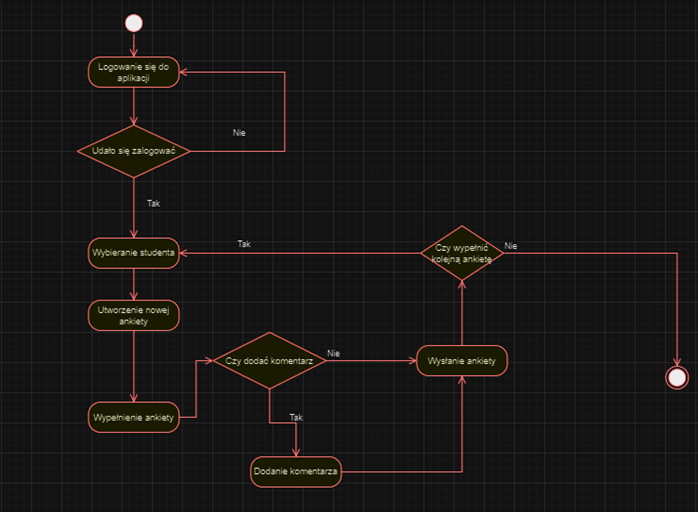 Logowanie się do
aplikacji
Nie
Udało się zalogować
Tak
Wybieranie studenta
Tak
Czy wypełnić
kolejną ankietę
Nie
Utworzenie nowej
ankiety
Czy dodać komentarz
Nie
Wysłanie ankiety
Wypełnienie ankiety
Tak
Dodanie komentarza